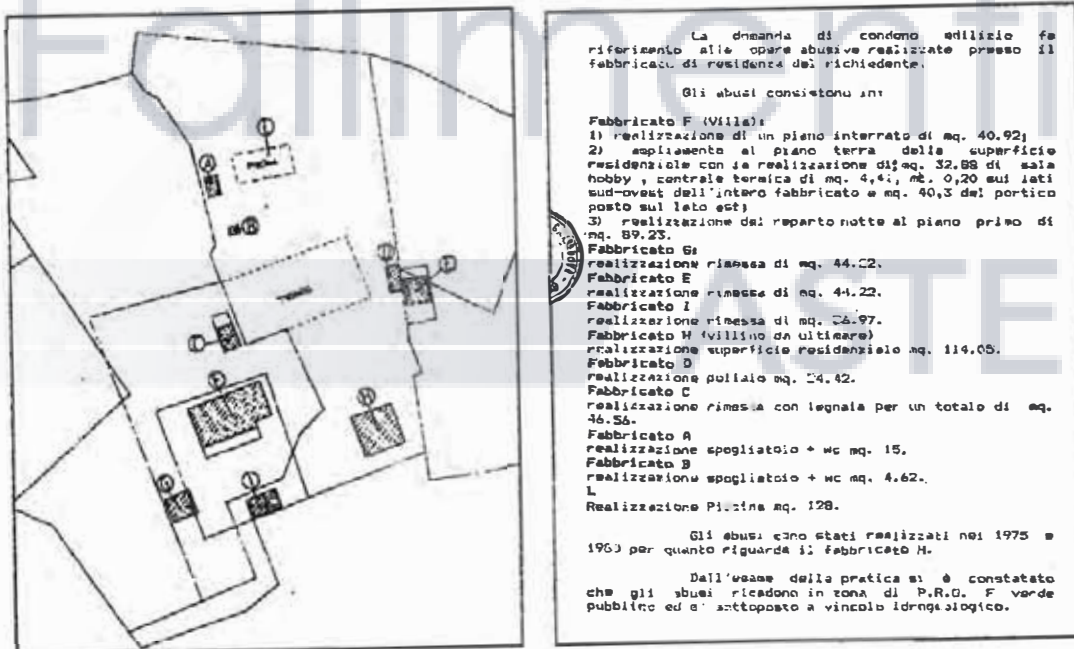 Fallimenti
ASTE
A
B
C
D
E
F
G
H
I
L
La domanda di condono edilizio fa
riferimento alle opere abusive realizzate presso il
fabbricato di residenza del richiedente.
Gli abusi consistono in:
Fabbricato F (Villa):
1) realizzazione di un piano interrato di mq. 40.92;
2) ampliamento al piano terra della superficie
residenziale con la realizzazione di mq. 32.88 di sala
hobby , centrale termica di mq. 4,41, mt. 0,20 sui lati
sud-ovest dell'intero fabbricato e mq. 40,3 del portico
posto sul lato est;
3) realizzazione del reparto notte al piano primo di
mq. 89.23.
Fabbricato G:
realizzazione rimessa di mq.
Fabbricato E
realizzazione rimessa di mq. 44.22.
Fabbricato I
realizzazione rimessa di mq.
Fabbricato H (villino da ultimare)
realizzazione superficie residenziale mq. 114.05.
Fabbricato D
realizzazione pollaio mq.
Fabbricato C
realizzazione rimessa con legnaia per un totale di mq.
46.56.
Fabbricato A
realizzazione spogliatoio + wc mq. 15.
Fabbricato B
realizzazione spogliatoio + wc mq. 4.62.
L
Realizzazione Piscina mq. 128.
Gli abusi sono stati realizzati nel 1975 e
per quanto riguarda il fabbricato H.
Dall'esame della pratica si è constatato
che gli abusi ricadono in zona di P.R.G. F verde
pubblico ed e' sottoposto a vincolo idrogeologico.